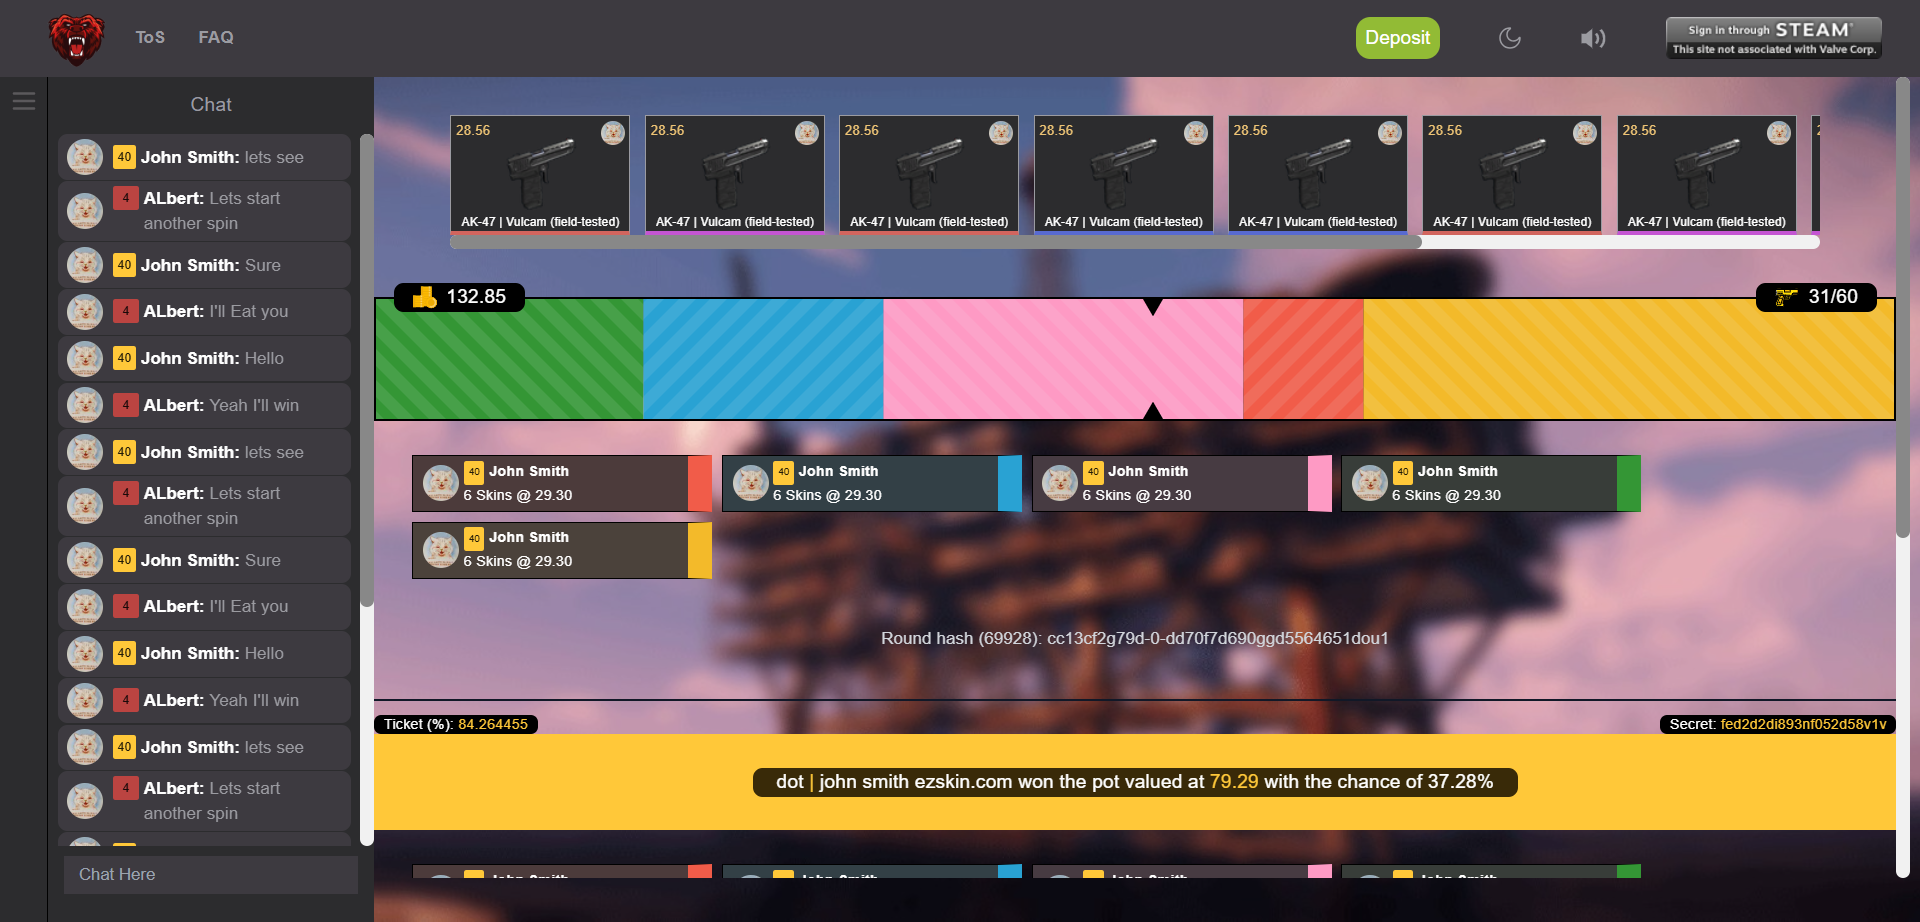 ToS
FAQ
Deposit
Sign in through STEAM
This site not associated with Valve Corp.
Chat
40 John Smith: lets see
4 ALbert: Lets start
another spin
40 John Smith: Sure
4 ALbert: I'll Eat you
40 John Smith: Hello
4 ALbert: Yeah I'll win
40 John Smith: lets see
4 ALbert: Lets start
another spin
40 John Smith: Sure
4 ALbert: I'll Eat you
40 John Smith: Hello
4 ALbert: Yeah I'll win
40 John Smith: lets see
4 ALbert: Lets start
another spin
Chat Here
28.56
AK-47 | Vulcam (field-tested)
28.56
AK-47 | Vulcam (field-tested)
28.56
AK-47 | Vulcam (field-tested)
28.56
AK-47 | Vulcam (field-tested)
28.56
AK-47 | Vulcam (field-tested)
28.56
AK-47 | Vulcam (field-tested)
28.56
AK-47 | Vulcam (field-tested)
132.85
31/60
40 John Smith
6 Skins @ 29.30
40 John Smith
6 Skins @ 29.30
40 John Smith
6 Skins @ 29.30
40 John Smith
6 Skins @ 29.30
40 John Smith
6 Skins @ 29.30
Round hash (69928): cc13cf2g79d-0-dd70f7d690ggd5564651dou1
Ticket (%): 84.264455
Secret: fed2d2di893nf052d58v1v
dot | john smith ezskin.com won the pot valued at 79.29 with the chance of 37.28%